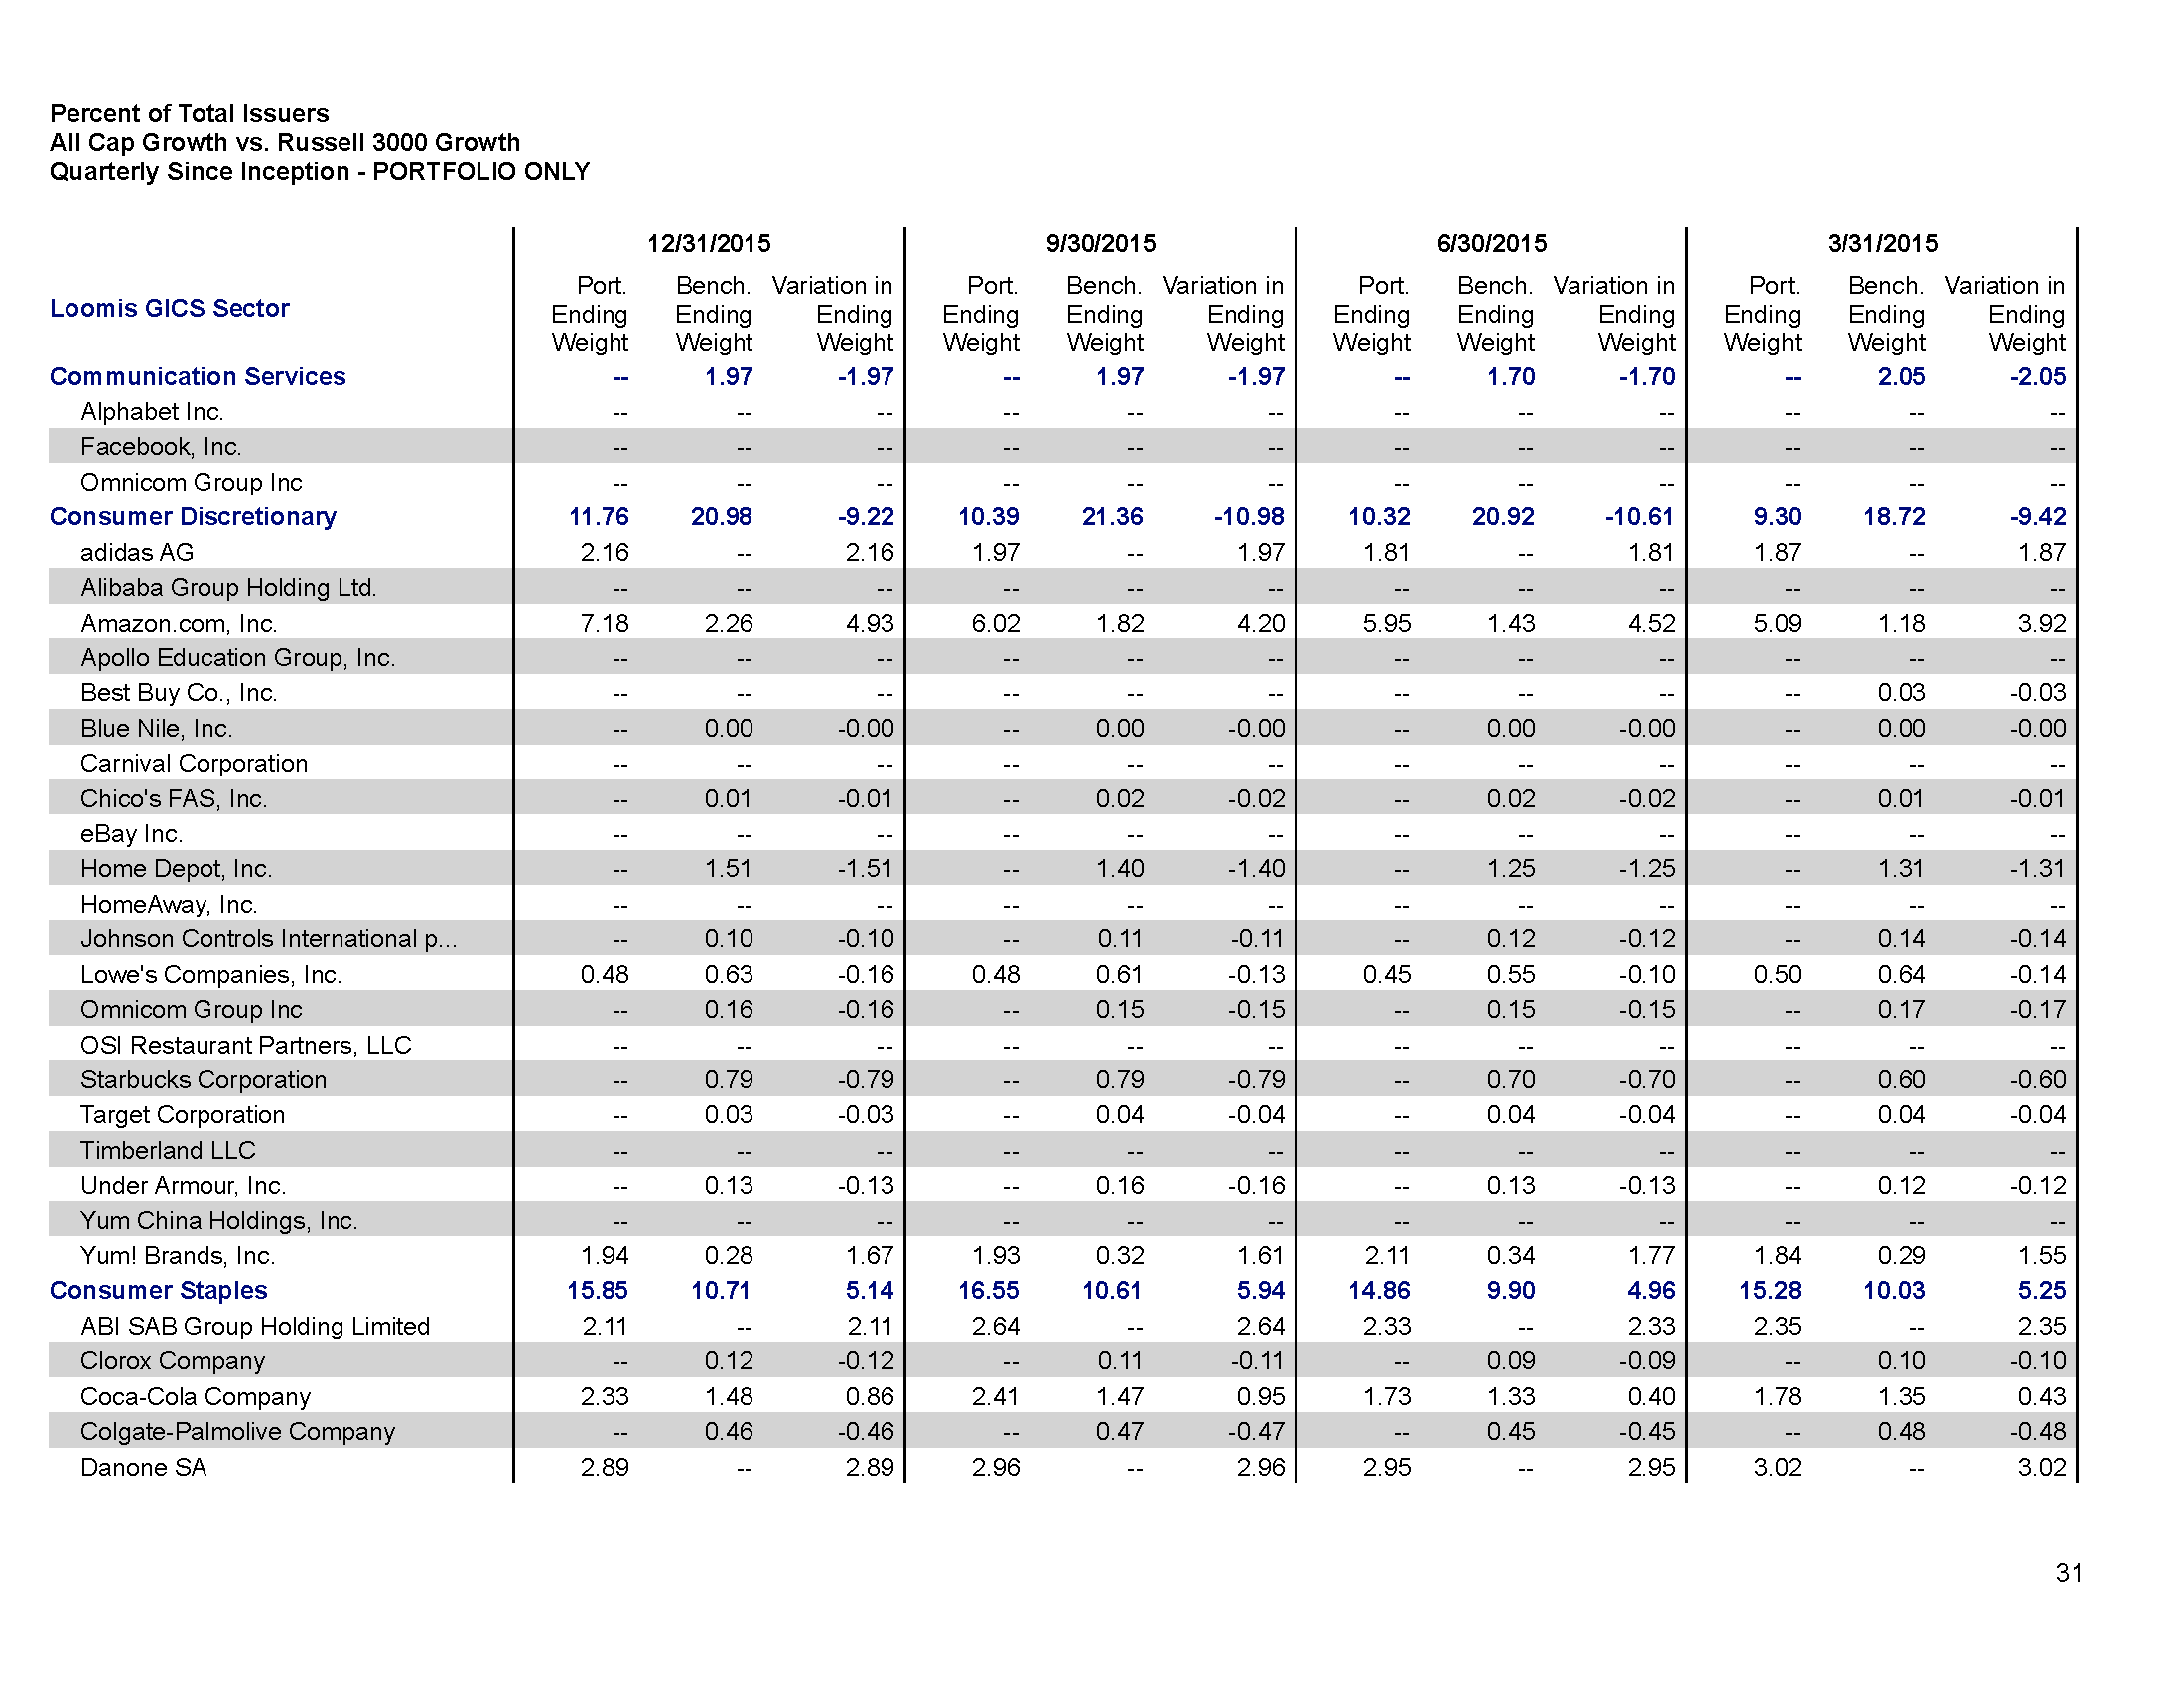 Percent of Total Issuers
All Cap Growth vs. Russell 3000 Growth
Quarterly Since Inception - PORTFOLIO ONLY
12/31/2015 9/30/2015 6/30/2015 3/31/2015
Loomis GICS Sector
Port. Bench. Variation in Port. Bench. Variation in Port. Bench. Variation in Port. Bench. Variation in
Ending Ending Ending Ending Ending Ending Ending Ending Ending Ending Ending Ending
Weight Weight Weight Weight Weight Weight Weight Weight Weight Weight Weight Weight
Communication Services -- 1.97 -1.97 -- 1.97 -1.97 -- 1.70 -1.70 -- 2.05 -2.05
Alphabet Inc. -- -- -- -- -- -- -- -- -- -- -- --
Facebook, Inc. -- -- -- -- -- -- -- -- -- -- -- --
Omnicom Group Inc -- -- -- -- -- -- -- -- -- -- -- --
Consumer Discretionary 11.76 20.98 -9.22 10.39 21.36 -10.98 10.32 20.92 -10.61 9.30 18.72 -9.42
adidas AG 2.16 -- 2.16 1.97 -- 1.97 1.81 -- 1.81 1.87 -- 1.87
Alibaba Group Holding Ltd. -- -- -- -- -- -- -- -- -- -- -- --
Amazon.com, Inc. 7.18 2.26 4.93 6.02 1.82 4.20 5.95 1.43 4.52 5.09 1.18 3.92
Apollo Education Group, Inc. -- -- -- -- -- -- -- -- -- -- -- --
Best Buy Co., Inc. -- -- -- -- -- -- -- -- -- -- 0.03 -0.03
Blue Nile, Inc. -- 0.00 -0.00 -- 0.00 -0.00 -- 0.00 -0.00 -- 0.00 -0.00
Carnival Corporation -- -- -- -- -- -- -- -- -- -- -- --
Chico's FAS, Inc. -- 0.01 -0.01 -- 0.02 -0.02 -- 0.02 -0.02 -- 0.01 -0.01
eBay Inc. -- -- -- -- -- -- -- -- -- -- -- --
Home Depot, Inc. -- 1.51 -1.51 -- 1.40 -1.40 -- 1.25 -1.25 -- 1.31 -1.31
HomeAway, Inc. -- -- -- -- -- -- -- -- -- -- -- --
Johnson Controls International p... -- 0.10 -0.10 -- 0.11 -0.11 -- 0.12 -0.12 -- 0.14 -0.14
Lowe's Companies, Inc. 0.48 0.63 -0.16 0.48 0.61 -0.13 0.45 0.55 -0.10 0.50 0.64 -0.14
Omnicom Group Inc -- 0.16 -0.16 -- 0.15 -0.15 -- 0.15 -0.15 -- 0.17 -0.17
OSI Restaurant Partners, LLC -- -- -- -- -- -- -- -- -- -- -- --
Starbucks Corporation -- 0.79 -0.79 -- 0.79 -0.79 -- 0.70 -0.70 -- 0.60 -0.60
Target Corporation -- 0.03 -0.03 -- 0.04 -0.04 -- 0.04 -0.04 -- 0.04 -0.04
Timberland LLC -- -- -- -- -- -- -- -- -- -- -- --
Under Armour, Inc. -- 0.13 -0.13 -- 0.16 -0.16 -- 0.13 -0.13 -- 0.12 -0.12
Yum China Holdings, Inc. -- -- -- -- -- -- -- -- -- -- -- --
Yum! Brands, Inc. 1.94 0.28 1.67 1.93 0.32 1.61 2.11 0.34 1.77 1.84 0.29 1.55
Consumer Staples 15.85 10.71 5.14 16.55 10.61 5.94 14.86 9.90 4.96 15.28 10.03 5.25
ABI SAB Group Holding Limited 2.11 -- 2.11 2.64 -- 2.64 2.33 -- 2.33 2.35 -- 2.35
Clorox Company -- 0.12 -0.12 -- 0.11 -0.11 -- 0.09 -0.09 -- 0.10 -0.10
Coca-Cola Company 2.33 1.48 0.86 2.41 1.47 0.95 1.73 1.33 0.40 1.78 1.35 0.43
Colgate-Palmolive Company -- 0.46 -0.46 -- 0.47 -0.47 -- 0.45 -0.45 -- 0.48 -0.48
Danone SA 2.89 -- 2.89 2.96 -- 2.96 2.95 -- 2.95 3.02 -- 3.02
31